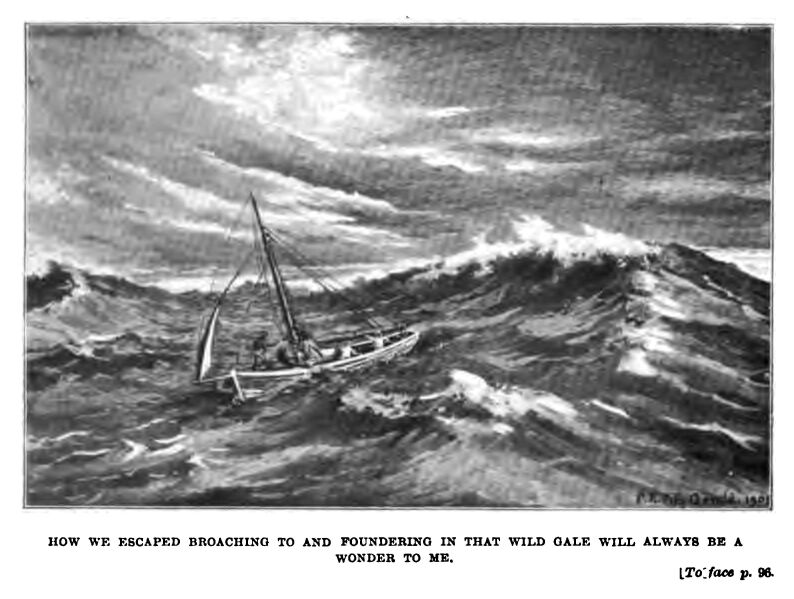 1901
HOW WE ESCAPED BROACHING TO AND FOUNDERING IN THAT WILD GALE WILL ALWAYS BE A
WONDER TO ME.
[To face p. 96.